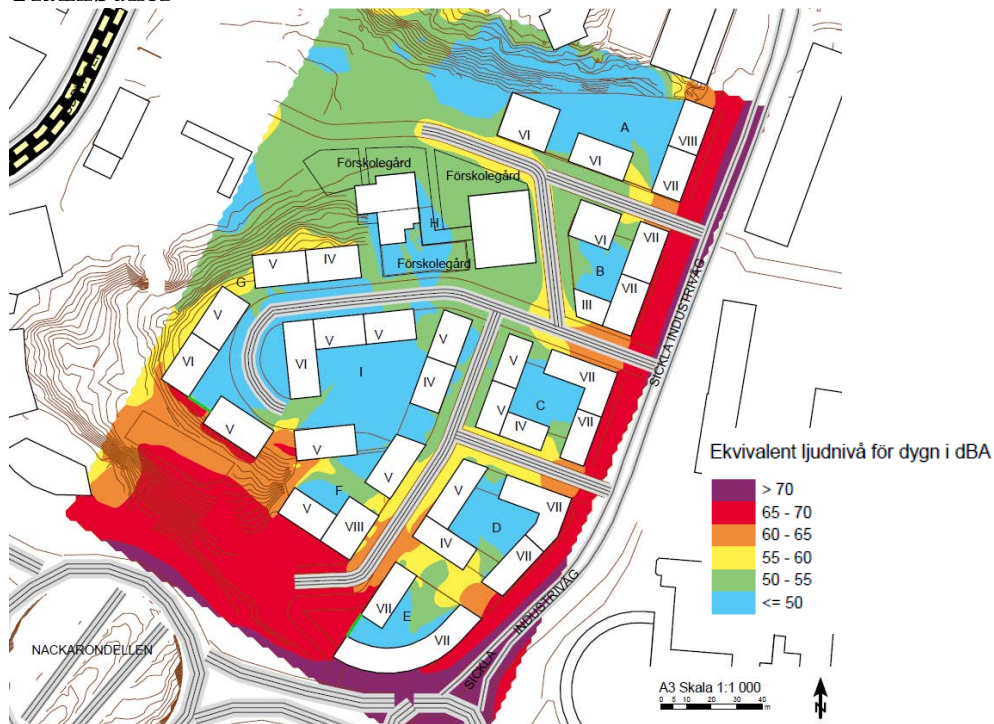 A
VI
VIII
VI
VII
Förskolegård
Förskolegård
H
VI
VII
B
Förskolegård
V
IV
G
III
VII
SICKLA INDUSTRIVÄG
V
V
V
V
VI
VI
I
IV
V
VII
V
C
IV
VII
V
V
V
V
VII
F
V
VIII
D
IV
VII
VII
E
VII
SICKLA INDUSTRIVÄG
NACKARONDELLEN
Ekvivalent ljudnivå för dygn i dBA
> 70
65 - 70
60 - 65
55 - 60
50 - 55
<= 50
A3 Skala 1:1 000
0 5 10 20 30 40
m
N